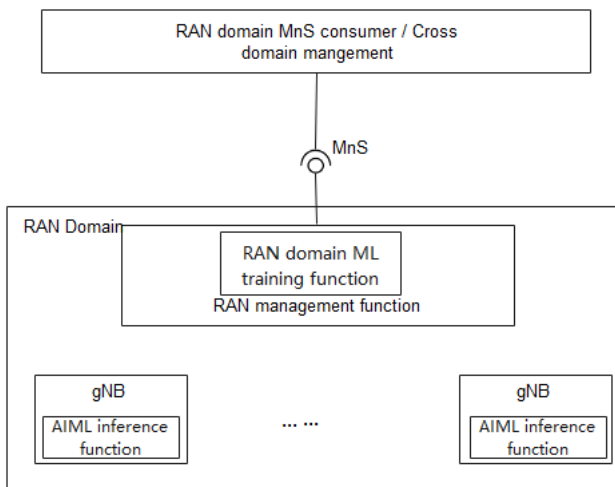 RAN domain MnS consumer / Cross
domain mangement
MnS
RAN Domain
RAN domain ML
training function
RAN management function
gNB
AIML inference
function
... ...
gNB
AIML inference
function